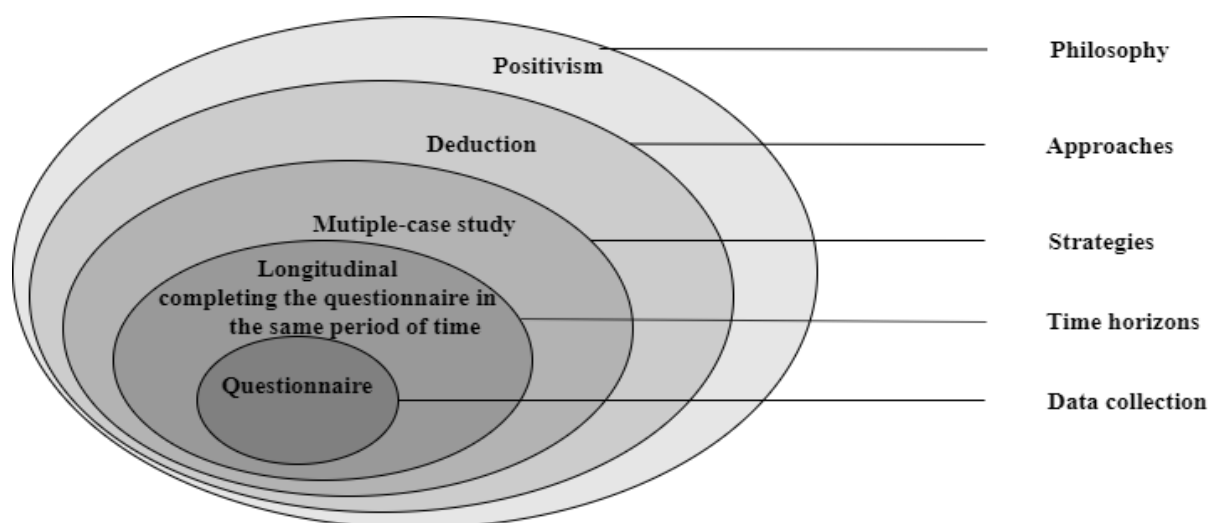 Positivism
Philosophy
Deduction
Approaches
Mutiple-case study
Strategies
Longitudinal
completing the questionnaire in
the same period of time
Time horizons
Questionnaire
Data collection